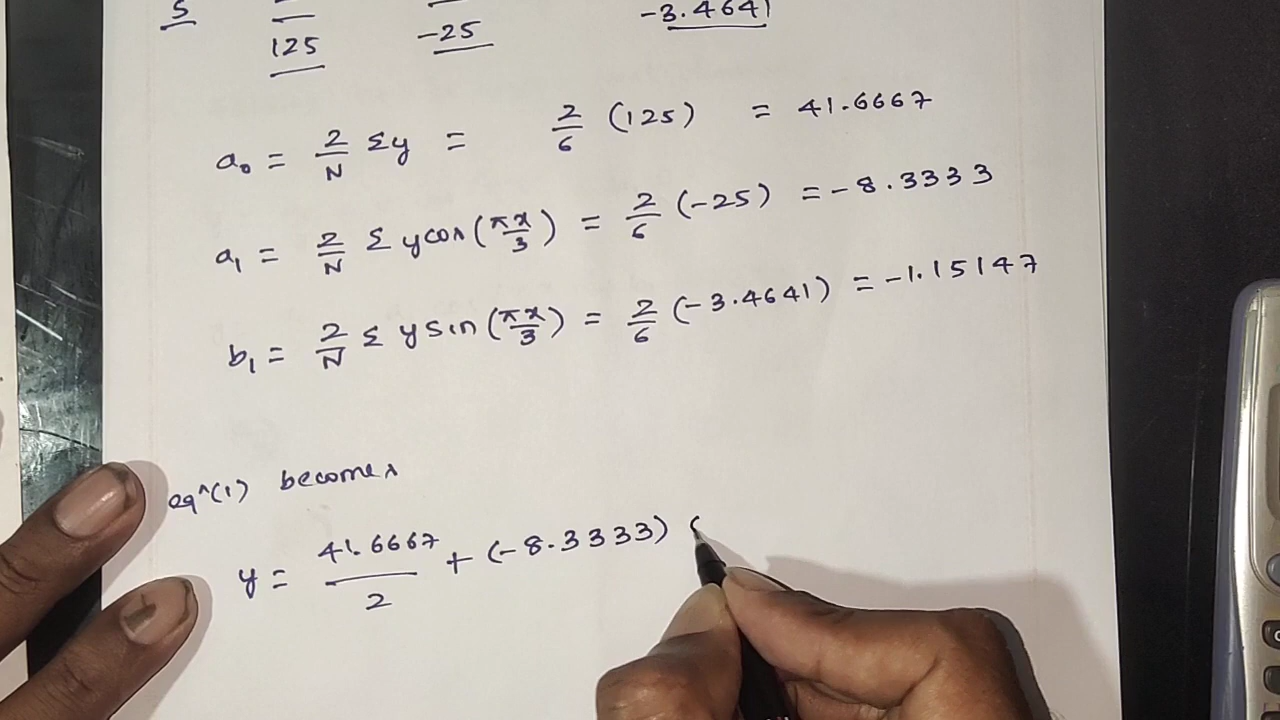 5
125 -25 -3.4641
a₀ = 2/N Σy = 2/6 (125) = 41.6667
a₁ = 2/N Σ y cos(πx/3) = 2/6 (-25) = -8.3333
b₁ = 2/N Σ y sin(πx/3) = 2/6 (-3.4641) = -1.15147
eqⁿ(1) becomes
y = 41.6667/2 + (-8.3333)